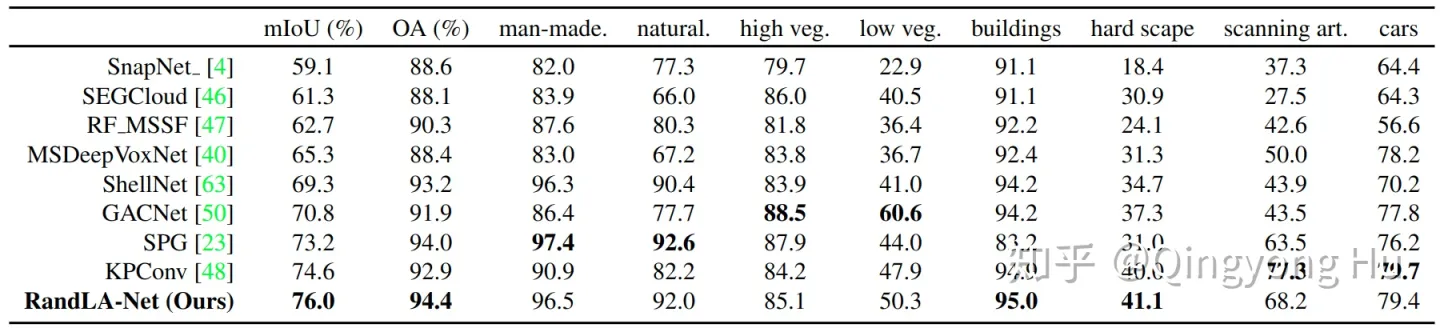 mIoU (%) OA (%) man-made. natural. high veg. low veg. buildings hard scape scanning art. cars
SnapNet_ [4] 59.1 88.6 82.0 77.3 79.7 22.9 91.1 18.4 37.3 64.4
SEGCloud [46] 61.3 88.1 83.9 66.0 86.0 40.5 91.1 30.9 27.5 64.3
RF_MSSF [47] 62.7 90.3 87.6 80.3 81.8 36.4 92.2 24.1 42.6 56.6
MSDeepVoxNet [40] 65.3 88.4 83.0 67.2 83.8 36.7 92.4 31.3 50.0 78.2
ShellNet [63] 69.3 93.2 96.3 90.4 83.9 41.0 94.2 34.7 43.9 70.2
GACNet [50] 70.8 91.9 86.4 77.7 88.5 60.6 94.2 37.3 43.5 77.8
SPG [23] 73.2 94.0 97.4 92.6 87.9 44.0 83.2 31.0 63.5 76.2
KPConv [48] 74.6 92.9 90.9 82.2 84.2 47.9 94.9 40.0 77.3 79.7
RandLA-Net (Ours) 76.0 94.4 96.5 92.0 85.1 50.3 95.0 41.1 68.2 79.4
知乎 @Qingyong Hu